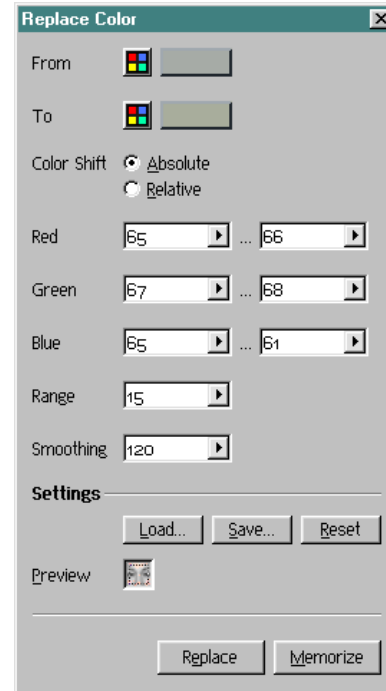 Replace Color
From
To
Color Shift Absolute
Relative
Red 65 ... 66
Green 67 ... 68
Blue 65 ... 61
Range 15
Smoothing 120
Settings
Load... Save... Reset
Preview
Replace Memorize